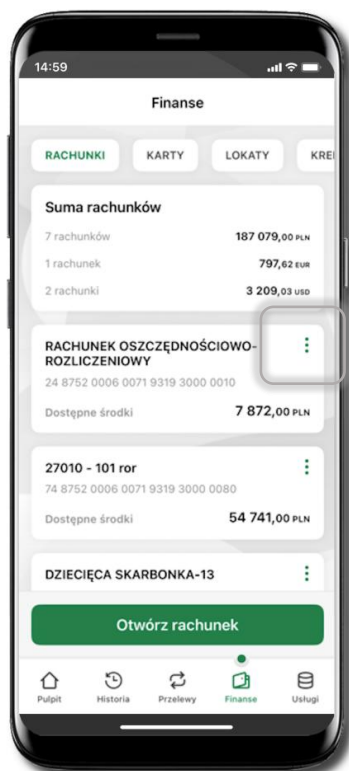 14:59
Finanse
RACHUNKI KARTY LOKATY KRE
Suma rachunków
7 rachunków 187 079,00 PLN
1 rachunek 797,62 EUR
2 rachunki 3 209,03 USD
RACHUNEK OSZCZĘDNOŚCIOWO-
ROZLICZENIOWY
24 8752 0006 0071 9319 3000 0010
Dostępne środki 7 872,00 PLN
27010 - 101 ror
74 8752 0006 0071 9319 3000 0080
Dostępne środki 54 741,00 PLN
DZIECIĘCA SKARBONKA-13
Otwórz rachunek
Pulpit Historia Przelewy Finanse Usługi